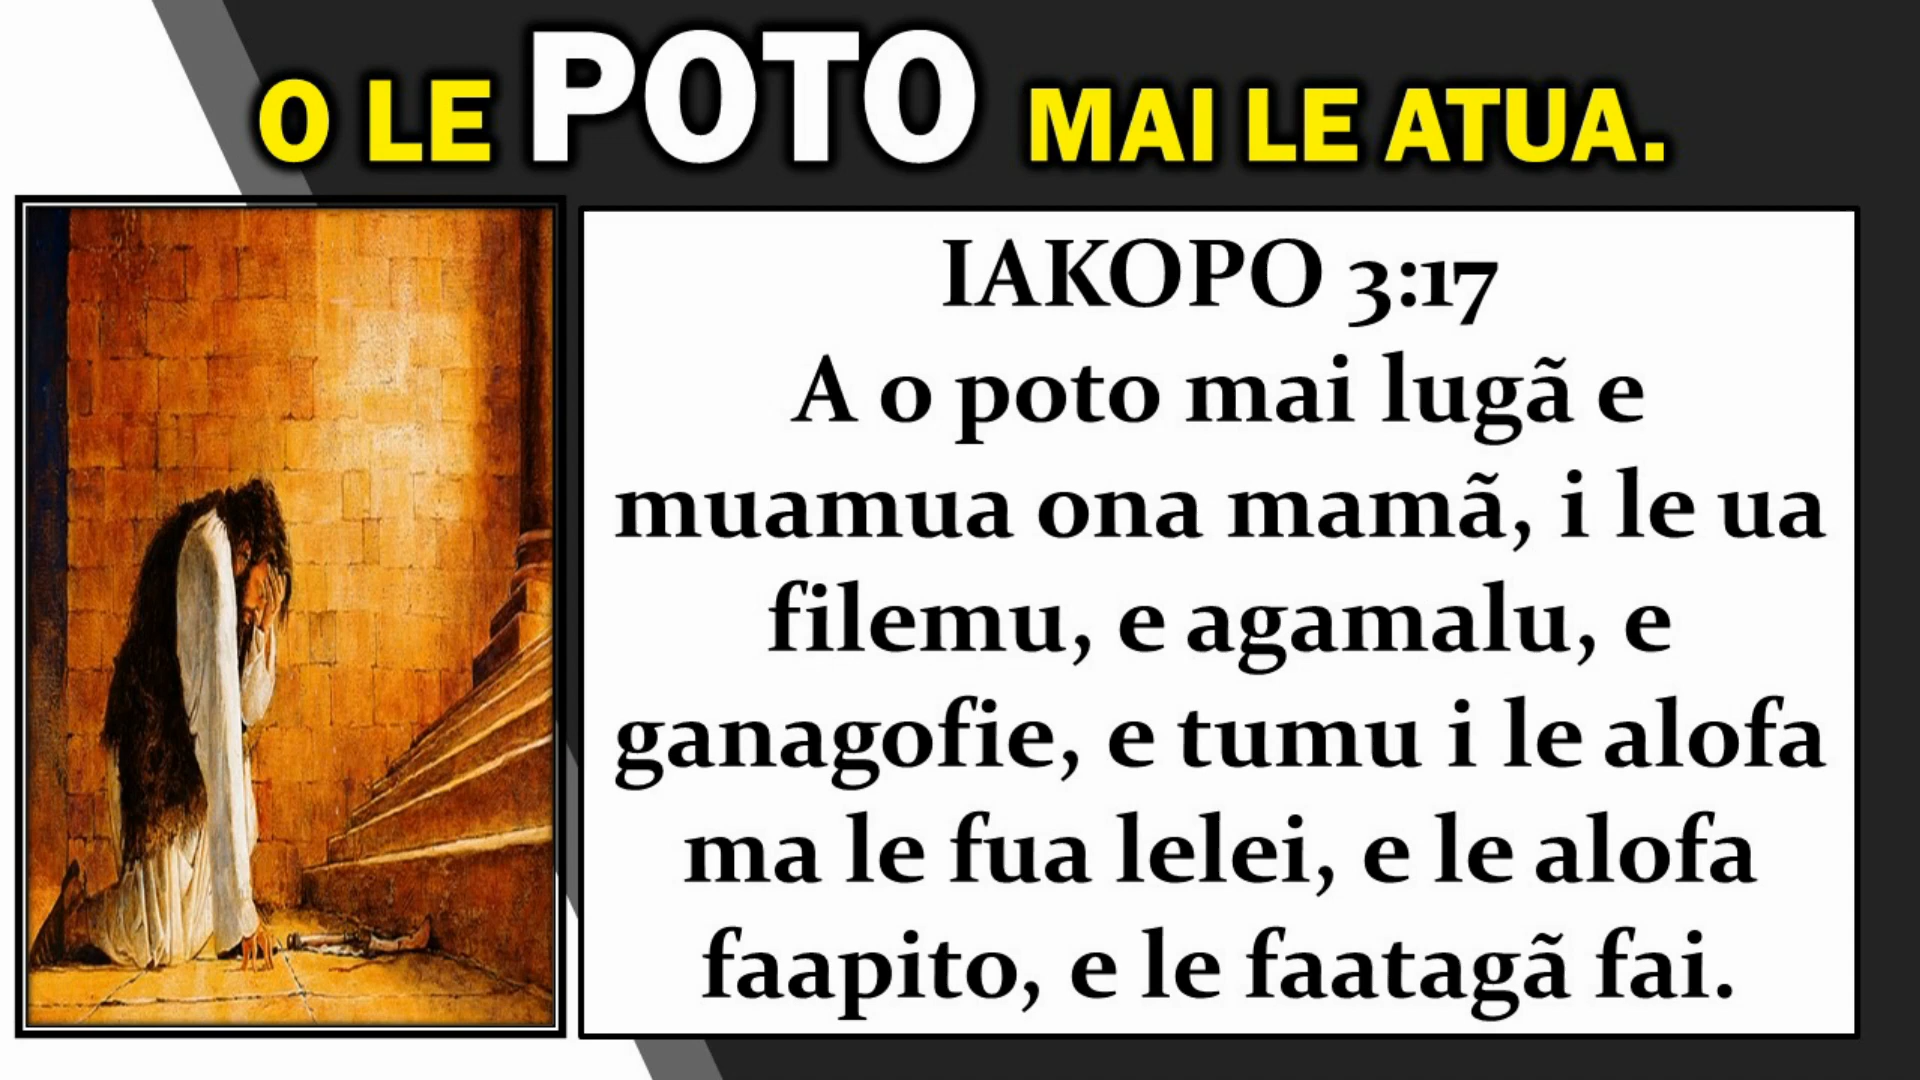 O LE POTO MAI LE ATUA.
IAKOPO 3:17
A o poto mai lugã e
muamua ona mamã, i le ua
filemu, e agamalu, e
ganagofie, e tumu i le alofa
ma le fua lelei, e le alofa
faapito, e le faatagã fai.